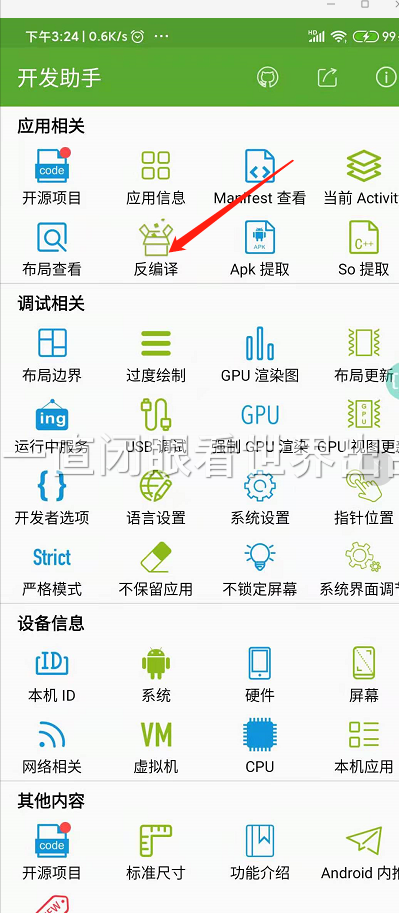 下午3:24 | 0.6K/s ···
HD 99
开发助手
应用相关
code
开源项目 应用信息 Manifest 查看 当前 Activit
APK C++
布局查看 反编译 Apk 提取 So 提取
调试相关
布局边界 过度绘制 GPU 渲染图 布局更新
ing GPU GPU
运行中服务 USB 调试 强制 GPU 渲染 GPU 视图更新
一直闭眼看世界
开发者选项 语言设置 系统设置 指针位置
Strict
严格模式 不保留应用 不锁定屏幕 系统界面调节
设备信息
ID
本机 ID 系统 硬件 屏幕
VM
网络相关 虚拟机 CPU 本机应用
其他内容
code
开源项目 标准尺寸 功能介绍 Android 内推
NEW